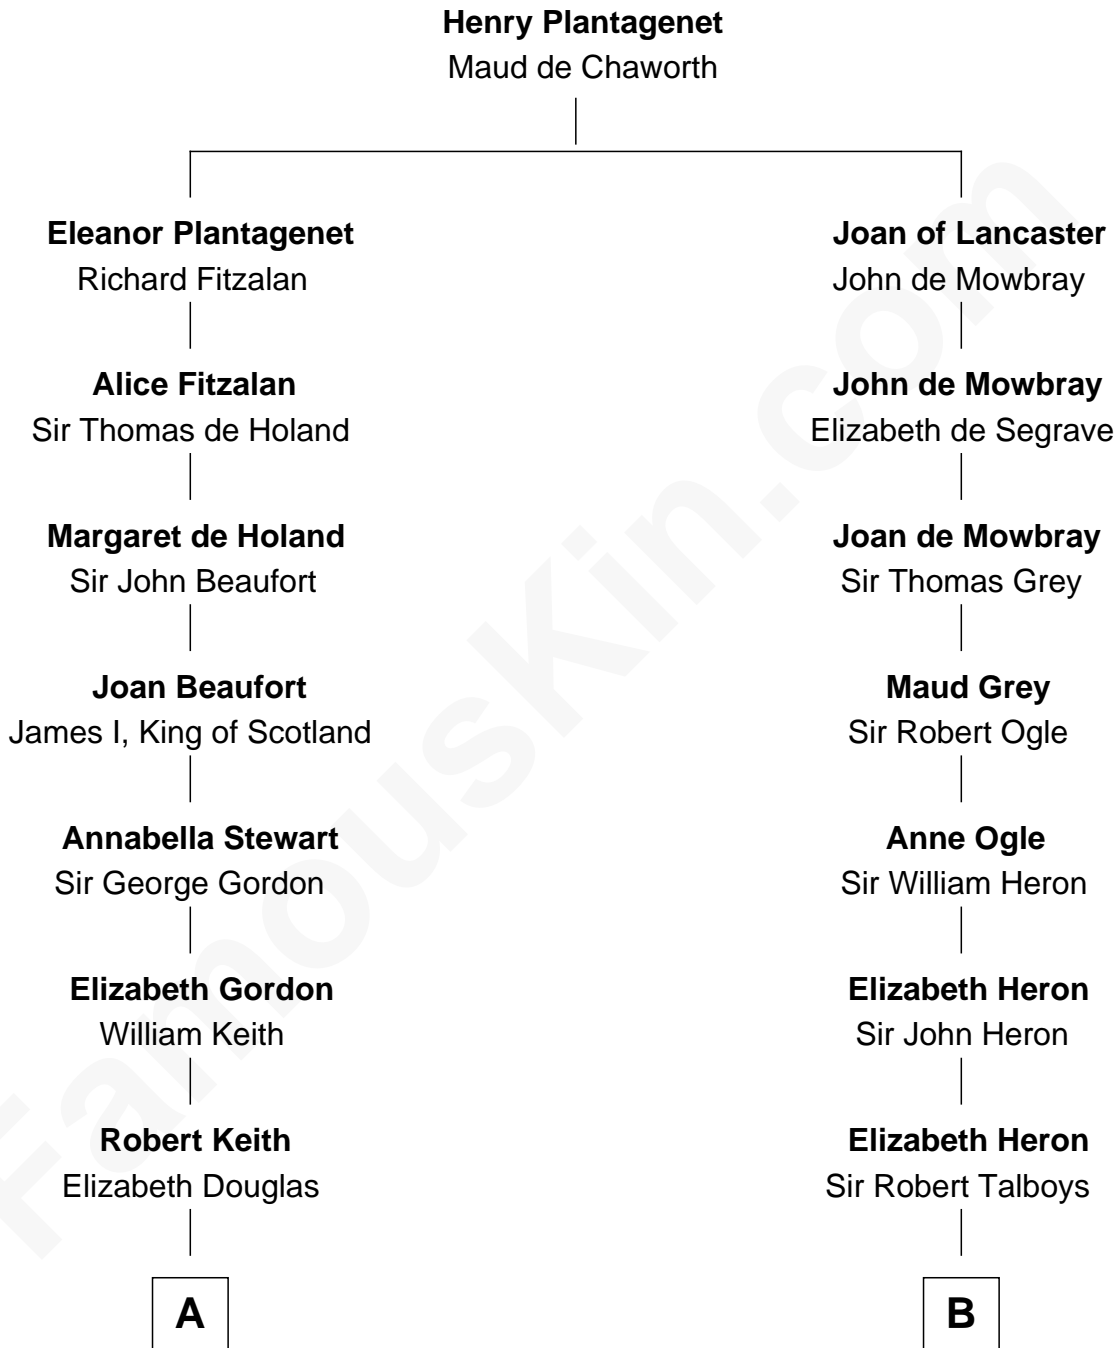 Henry Plantagenet
Maud de Chaworth
Eleanor Plantagenet
Richard Fitzalan
Alice Fitzalan
Sir Thomas de Holand
Margaret de Holand
Sir John Beaufort
Joan Beaufort
James I, King of Scotland
Annabella Stewart
Sir George Gordon
Elizabeth Gordon
William Keith
Robert Keith
Elizabeth Douglas
A
Joan of Lancaster
John de Mowbray
John de Mowbray
Elizabeth de Segrave
Joan de Mowbray
Sir Thomas Grey
Maud Grey
Sir Robert Ogle
Anne Ogle
Sir William Heron
Elizabeth Heron
Sir John Heron
Elizabeth Heron
Sir Robert Talboys
B
FamousKin.com